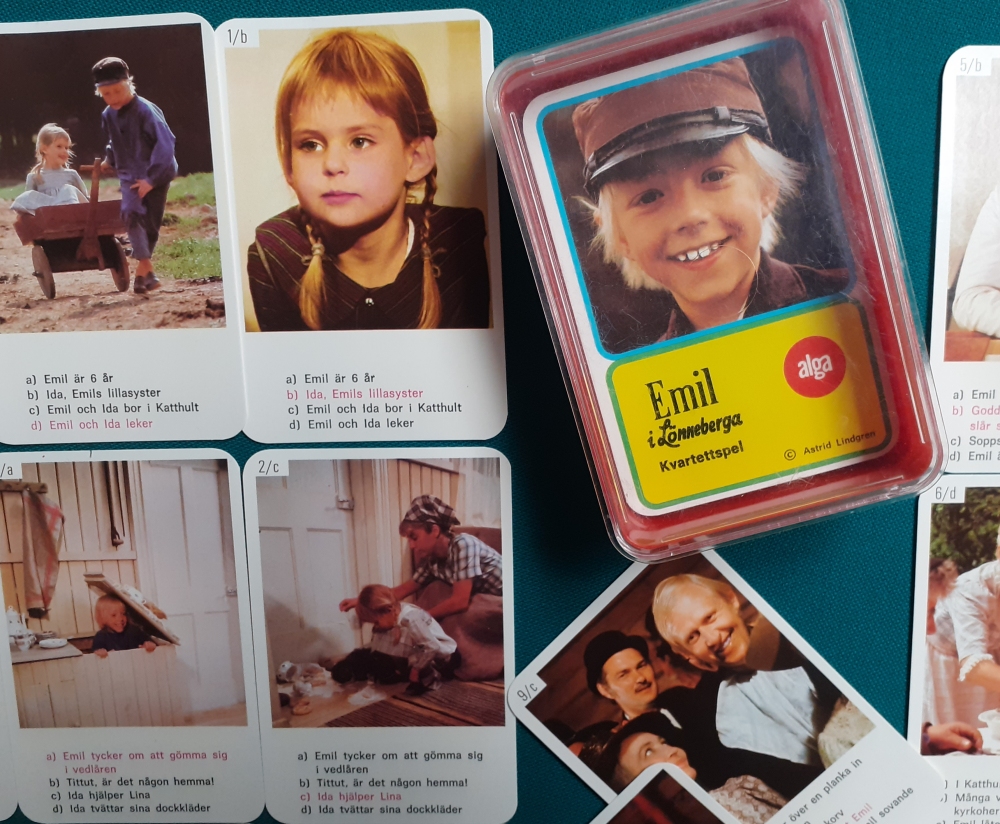 a) Emil är 6 år
b) Ida, Emils lillasyster
c) Emil och Ida bor i Katthult
d) Emil och Ida leker
1/b
a) Emil är 6 år
b) Ida, Emils lillasyster
c) Emil och Ida bor i Katthult
d) Emil och Ida leker
alga
Emil
i Lönneberga
Kvartettspel
© Astrid Lindgren
5/b
a) Emil
b)
slår
c)
d) Emil
/a
a) Emil tycker om att gömma sig
i vedlåren
b) Tittut, är det någon hemma!
c) Ida hjälper Lina
d) Ida tvättar sina dockkläder
2/c
a) Emil tycker om att gömma sig
i vedlåren
b) Tittut, är det någon hemma!
c) Ida hjälper Lina
d) Ida tvättar sina dockkläder
9/c
över en planka in
korv
Emil
sovande
6/d
) I Katthu
) Många v
kyrkoher